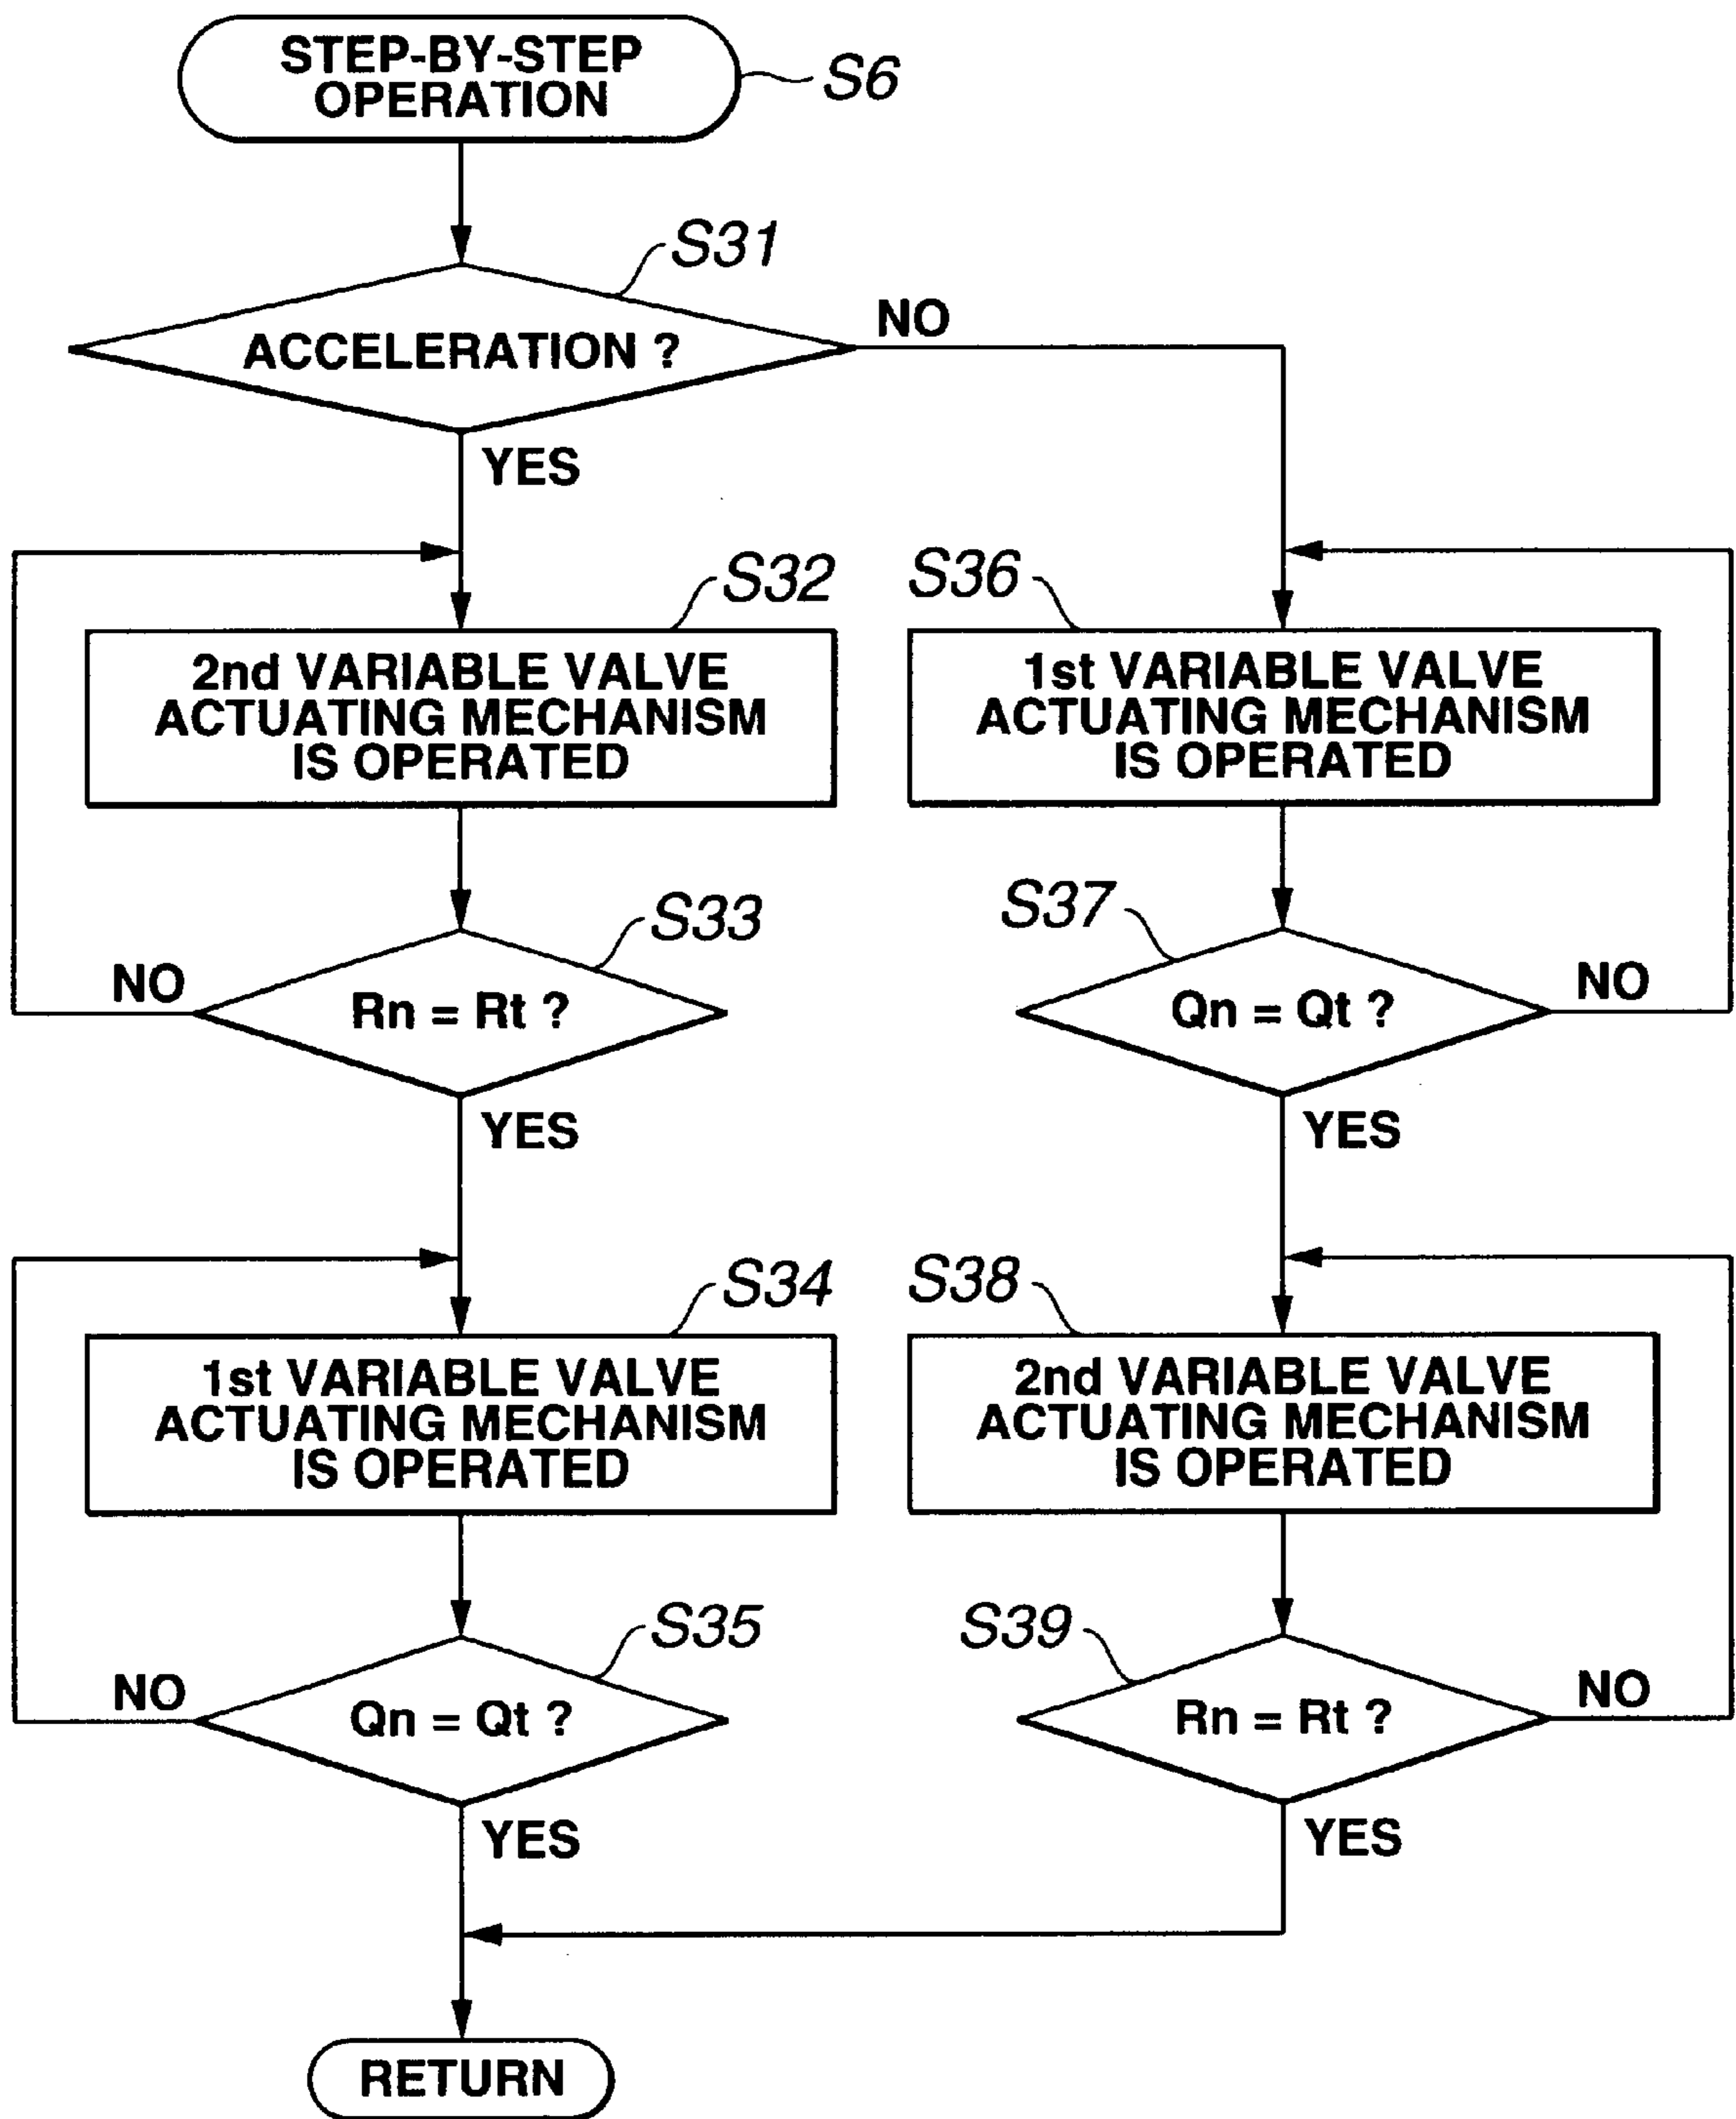 STEP-BY-STEP
OPERATION
S6
S31
ACCELERATION ?
NO
YES
S32
2nd VARIABLE VALVE
ACTUATING MECHANISM
IS OPERATED
S36
1st VARIABLE VALVE
ACTUATING MECHANISM
IS OPERATED
S33
NO
Rn = Rt ?
YES
S37
Qn = Qt ?
NO
YES
S34
1st VARIABLE VALVE
ACTUATING MECHANISM
IS OPERATED
S38
2nd VARIABLE VALVE
ACTUATING MECHANISM
IS OPERATED
S35
NO
Qn = Qt ?
YES
S39
Rn = Rt ?
NO
YES
RETURN